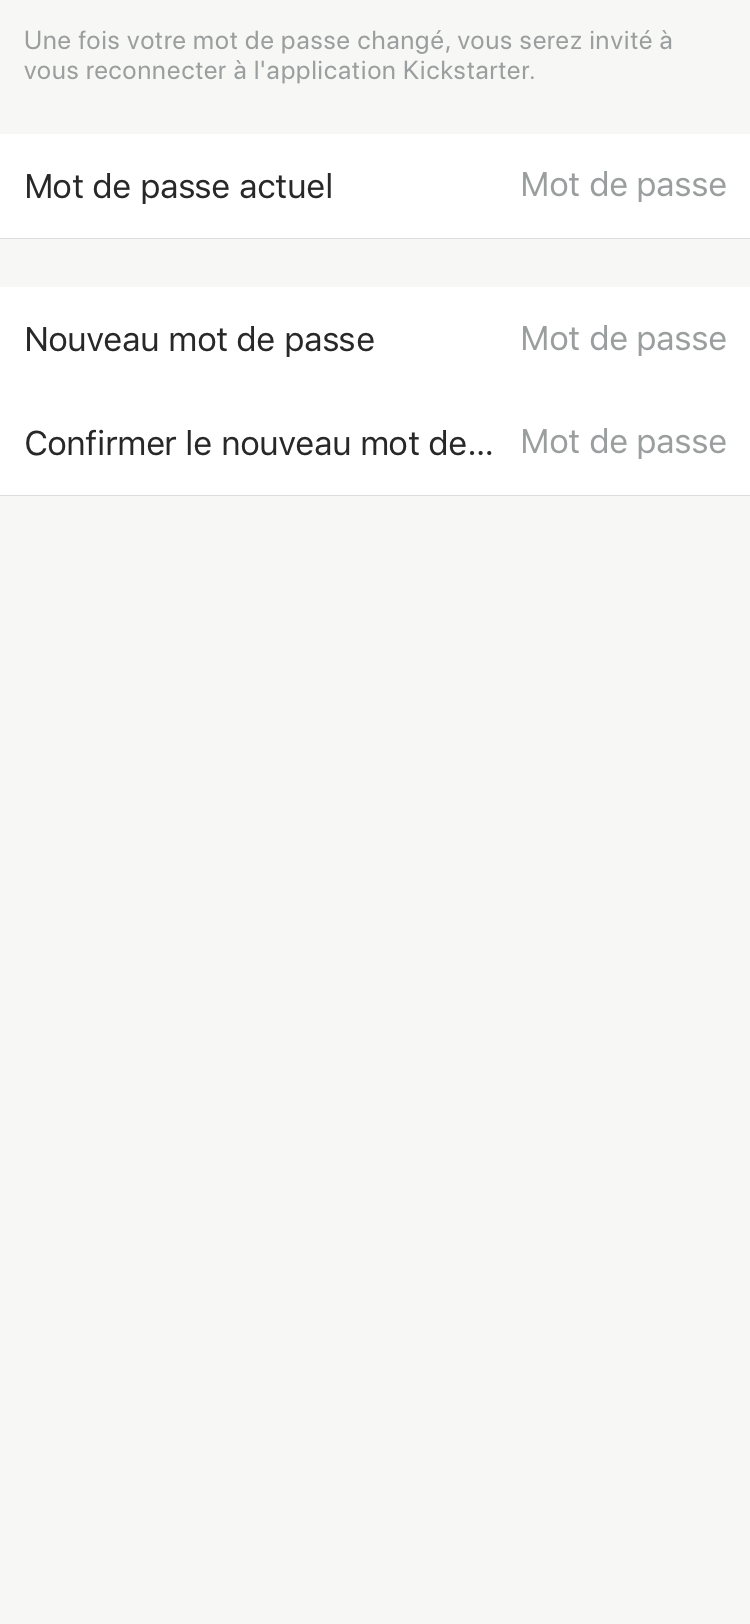 Une fois votre mot de passe changé, vous serez invité à
vous reconnecter à l'application Kickstarter.
Mot de passe actuel Mot de passe
Nouveau mot de passe Mot de passe
Confirmer le nouveau mot de... Mot de passe